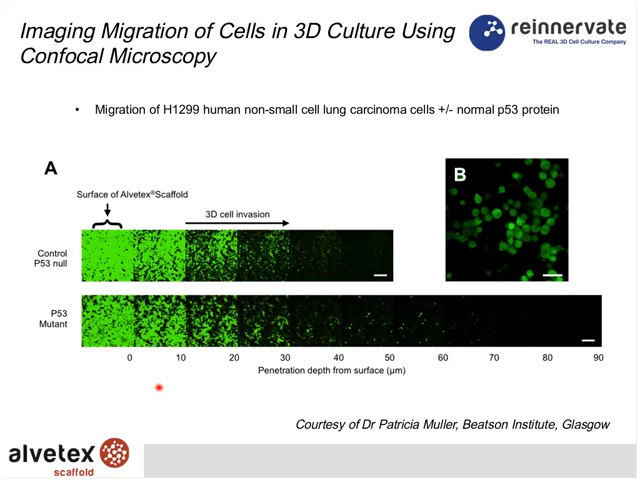 Imaging Migration of Cells in 3D Culture Using
Confocal Microscopy
reinnervate
The REAL 3D Cell Culture Company
• Migration of H1299 human non-small cell lung carcinoma cells +/- normal p53 protein
A
B
Surface of Alvetex®Scaffold
3D cell invasion
Control
P53 null
P53
Mutant
0 10 20 30 40 50 60 70 80 90
Penetration depth from surface (μm)
Courtesy of Dr Patricia Muller, Beatson Institute, Glasgow
alvetex
scaffold